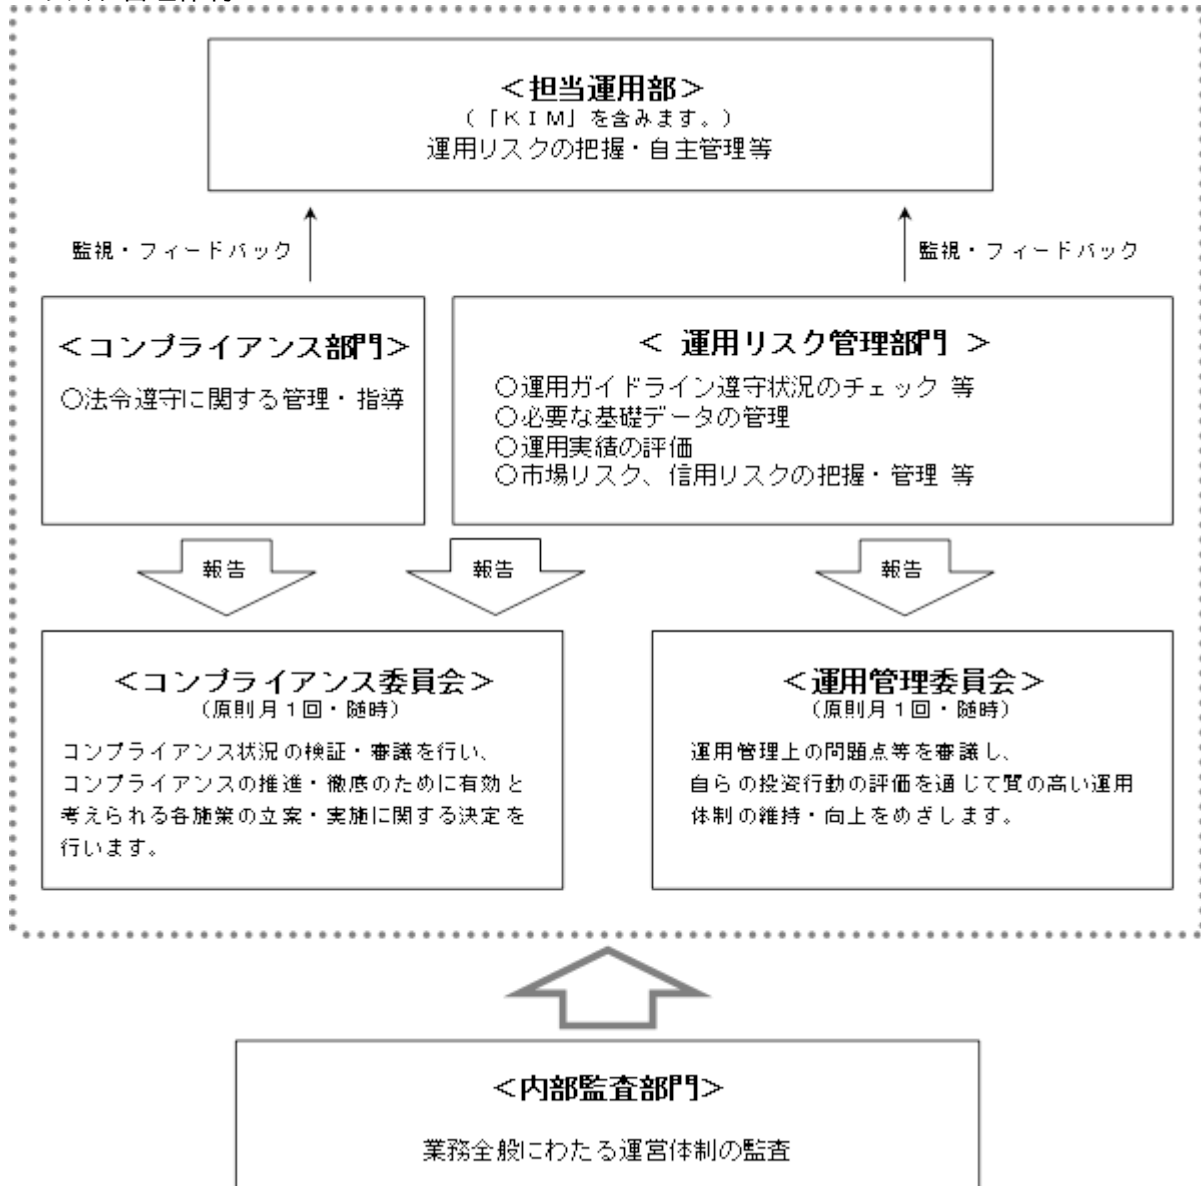 ＜担当運用部＞
（「ＫＩＭ」を含みます。）
運用リスクの把握・自主管理等
監視・フィードバック
監視・フィードバック
＜コンプライアンス部門＞
○法令遵守に関する管理・指導
＜ 運用リスク管理部門 ＞
○運用ガイドライン遵守状況のチェック 等
○必要な基礎データの管理
○運用実績の評価
○市場リスク、信用リスクの把握・管理 等
報告
報告
報告
＜コンプライアンス委員会＞
（原則月１回・随時）
コンプライアンス状況の検証・審議を行い、
コンプライアンスの推進・徹底のために有効と
考えられる各施策の立案・実施に関する決定を
行います。
＜運用管理委員会＞
（原則月１回・随時）
運用管理上の問題点等を審議し、
自らの投資行動の評価を通じて質の高い運用
体制の維持・向上をめざします。
＜内部監査部門＞
業務全般にわたる運営体制の監査